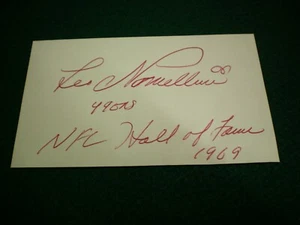 Leo Nomellini
49ers
NFL Hall of Fame
1969